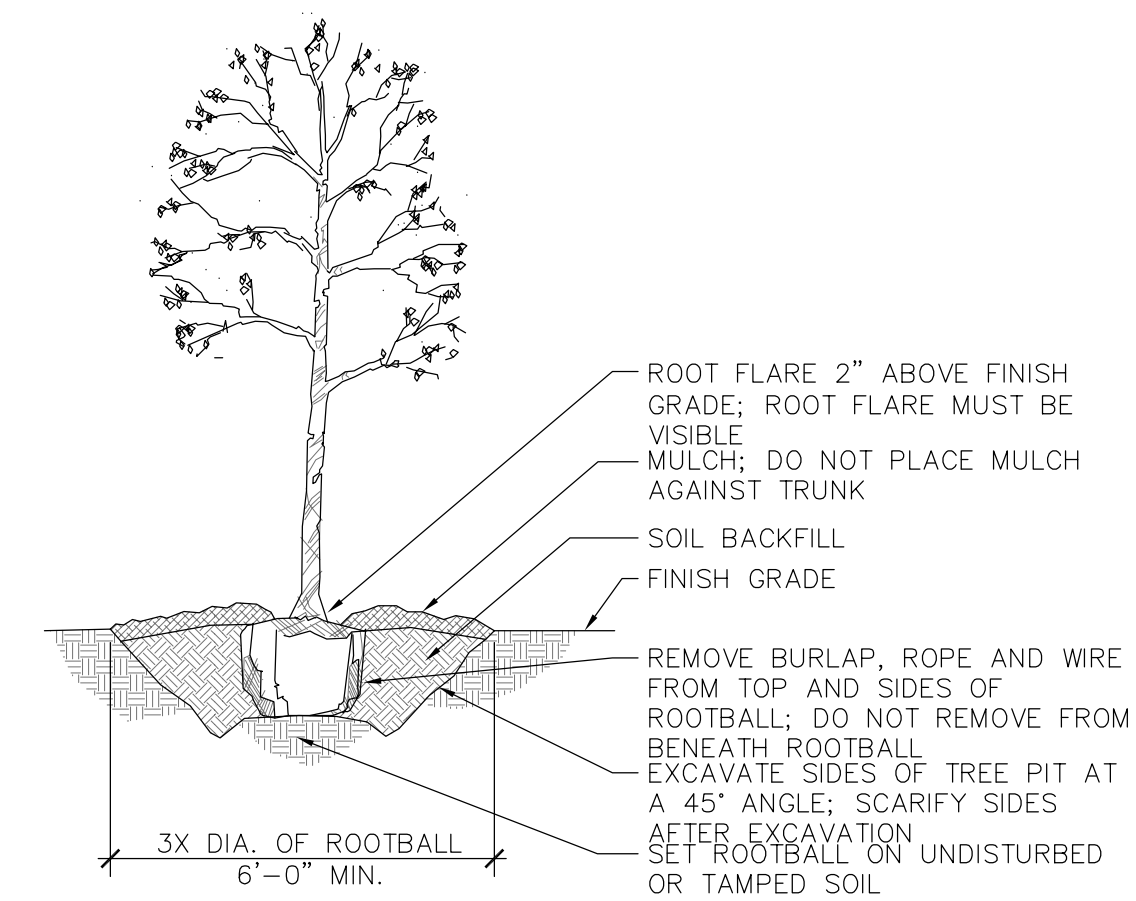 ROOT FLARE 2” ABOVE FINISH
GRADE; ROOT FLARE MUST BE
VISIBLE
MULCH; DO NOT PLACE MULCH
AGAINST TRUNK
SOIL BACKFILL
FINISH GRADE
REMOVE BURLAP, ROPE AND WIRE
FROM TOP AND SIDES OF
ROOTBALL; DO NOT REMOVE FROM
BENEATH ROOTBALL
EXCAVATE SIDES OF TREE PIT AT
A 45° ANGLE; SCARIFY SIDES
AFTER EXCAVATION
SET ROOTBALL ON UNDISTURBED
OR TAMPED SOIL
3X DIA. OF ROOTBALL
6’–0” MIN.